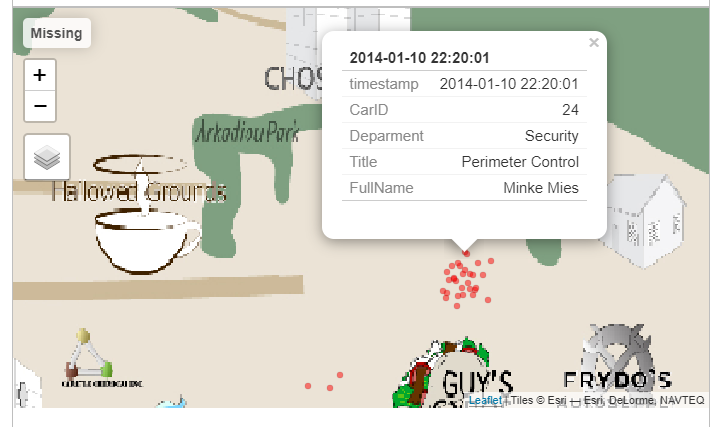 Missing
+
−
CHOS
Arkadiou Park
Hallowed Grounds
×
2014-01-10 22:20:01
timestamp 2014-01-10 22:20:01
CarID 24
Deparment Security
Title Perimeter Control
FullName Minke Mies
GUY'S
FRYDO'S
Leaflet | Tiles © Esri — Esri, DeLorme, NAVTEQ